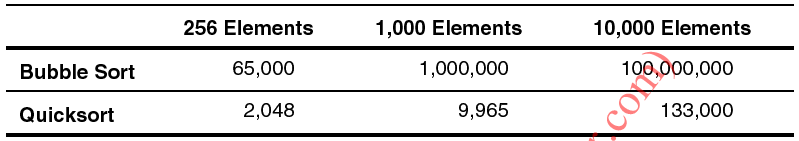 256 Elements 1,000 Elements 10,000 Elements
Bubble Sort 65,000 1,000,000 100,000,000
Quicksort 2,048 9,965 133,000
.com)